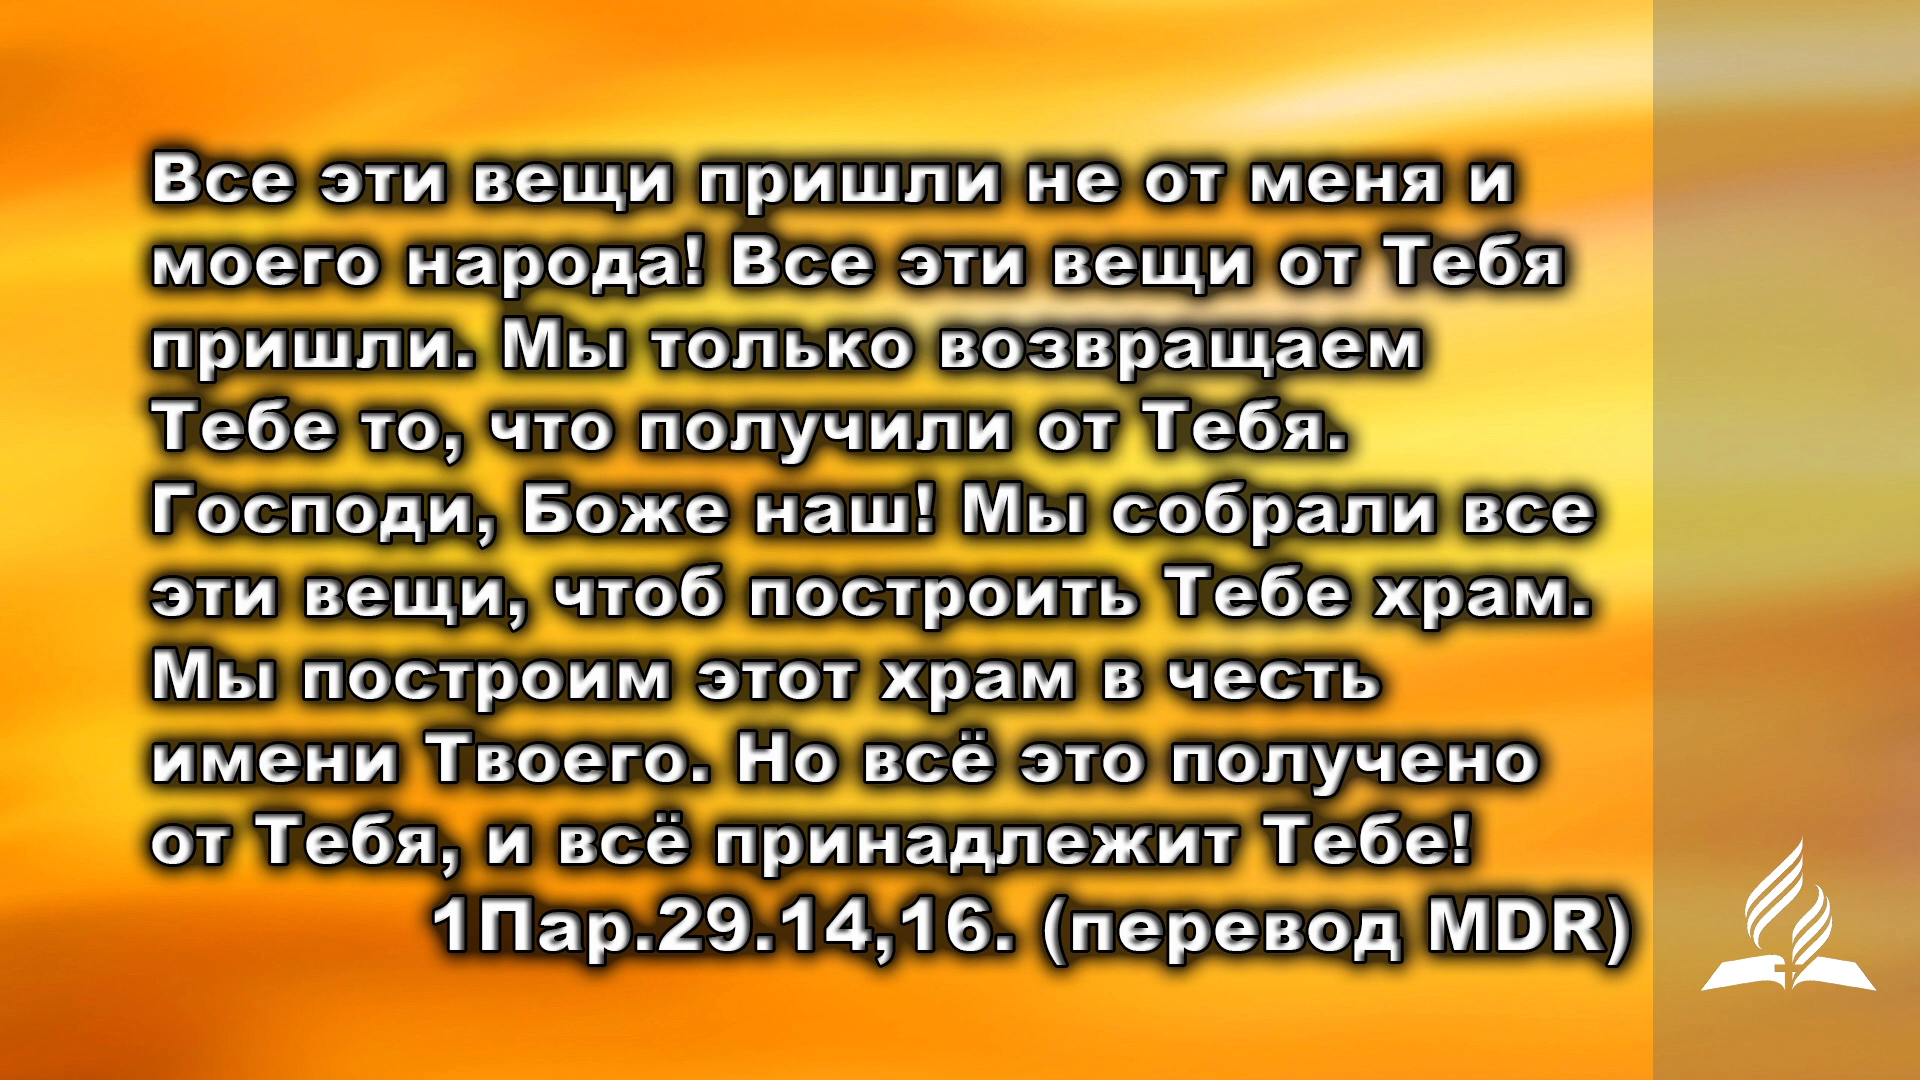 Все эти вещи пришли не от меня и
моего народа! Все эти вещи от Тебя
пришли. Мы только возвращаем
Тебе то, что получили от Тебя.
Господи, Боже наш! Мы собрали все
эти вещи, чтоб построить Тебе храм.
Мы построим этот храм в честь
имени Твоего. Но всё это получено
от Тебя, и всё принадлежит Тебе!
1Пар.29.14,16. (перевод MDR)